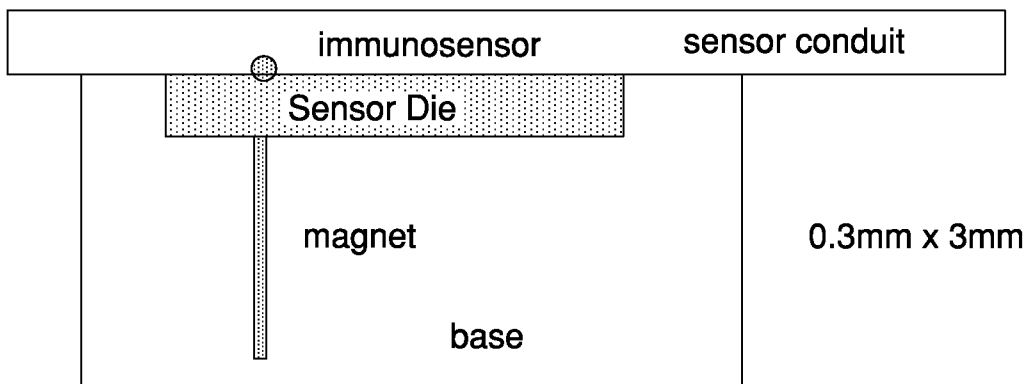 immunosensor sensor conduit
Sensor Die
magnet
0.3mm x 3mm
base